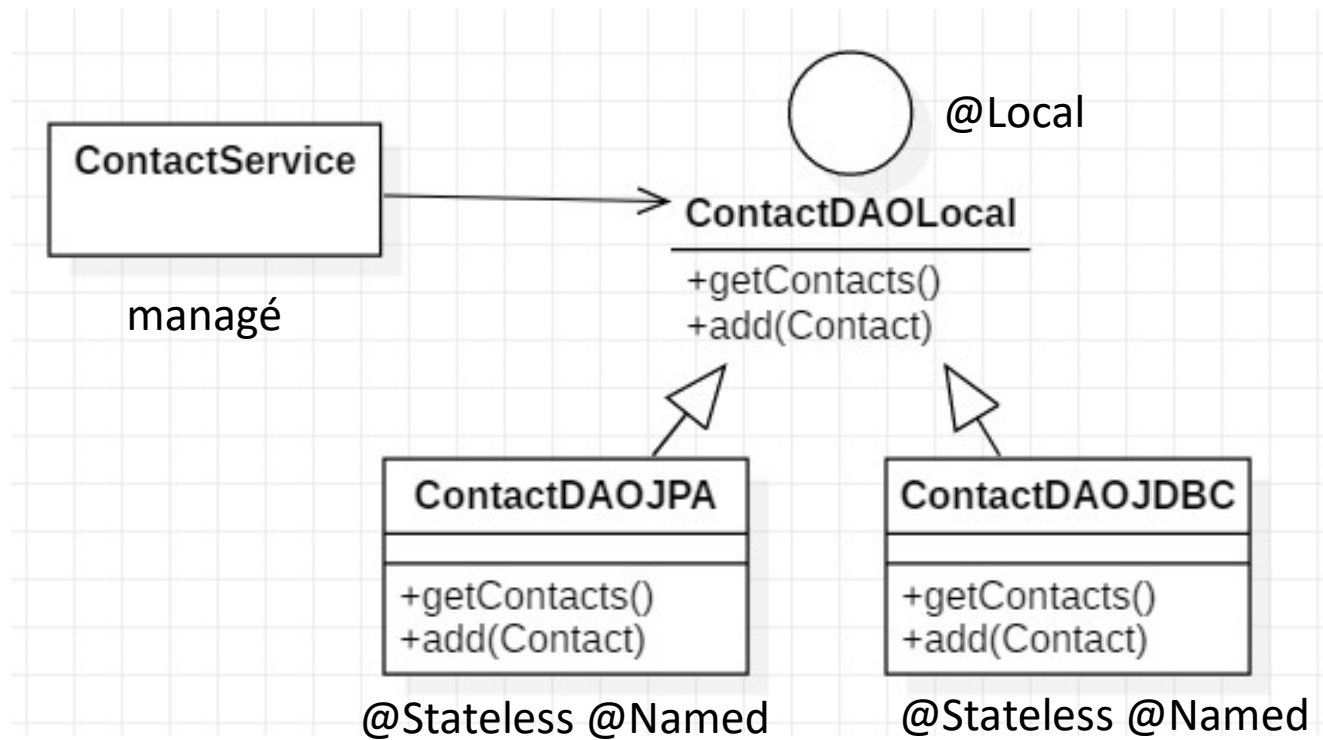 @Local
ContactService
ContactDAOLocal
+getContacts()
+add(Contact)
managé
ContactDAOJPA
+getContacts()
+add(Contact)
@Stateless @Named
ContactDAOJDBC
+getContacts()
+add(Contact)
@Stateless @Named